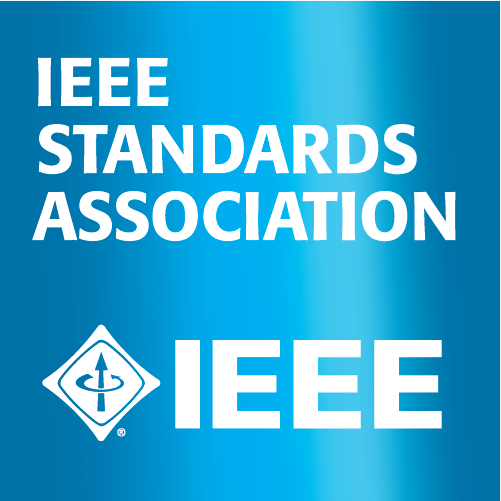 IEEE
STANDARDS
ASSOCIATION
® IEEE